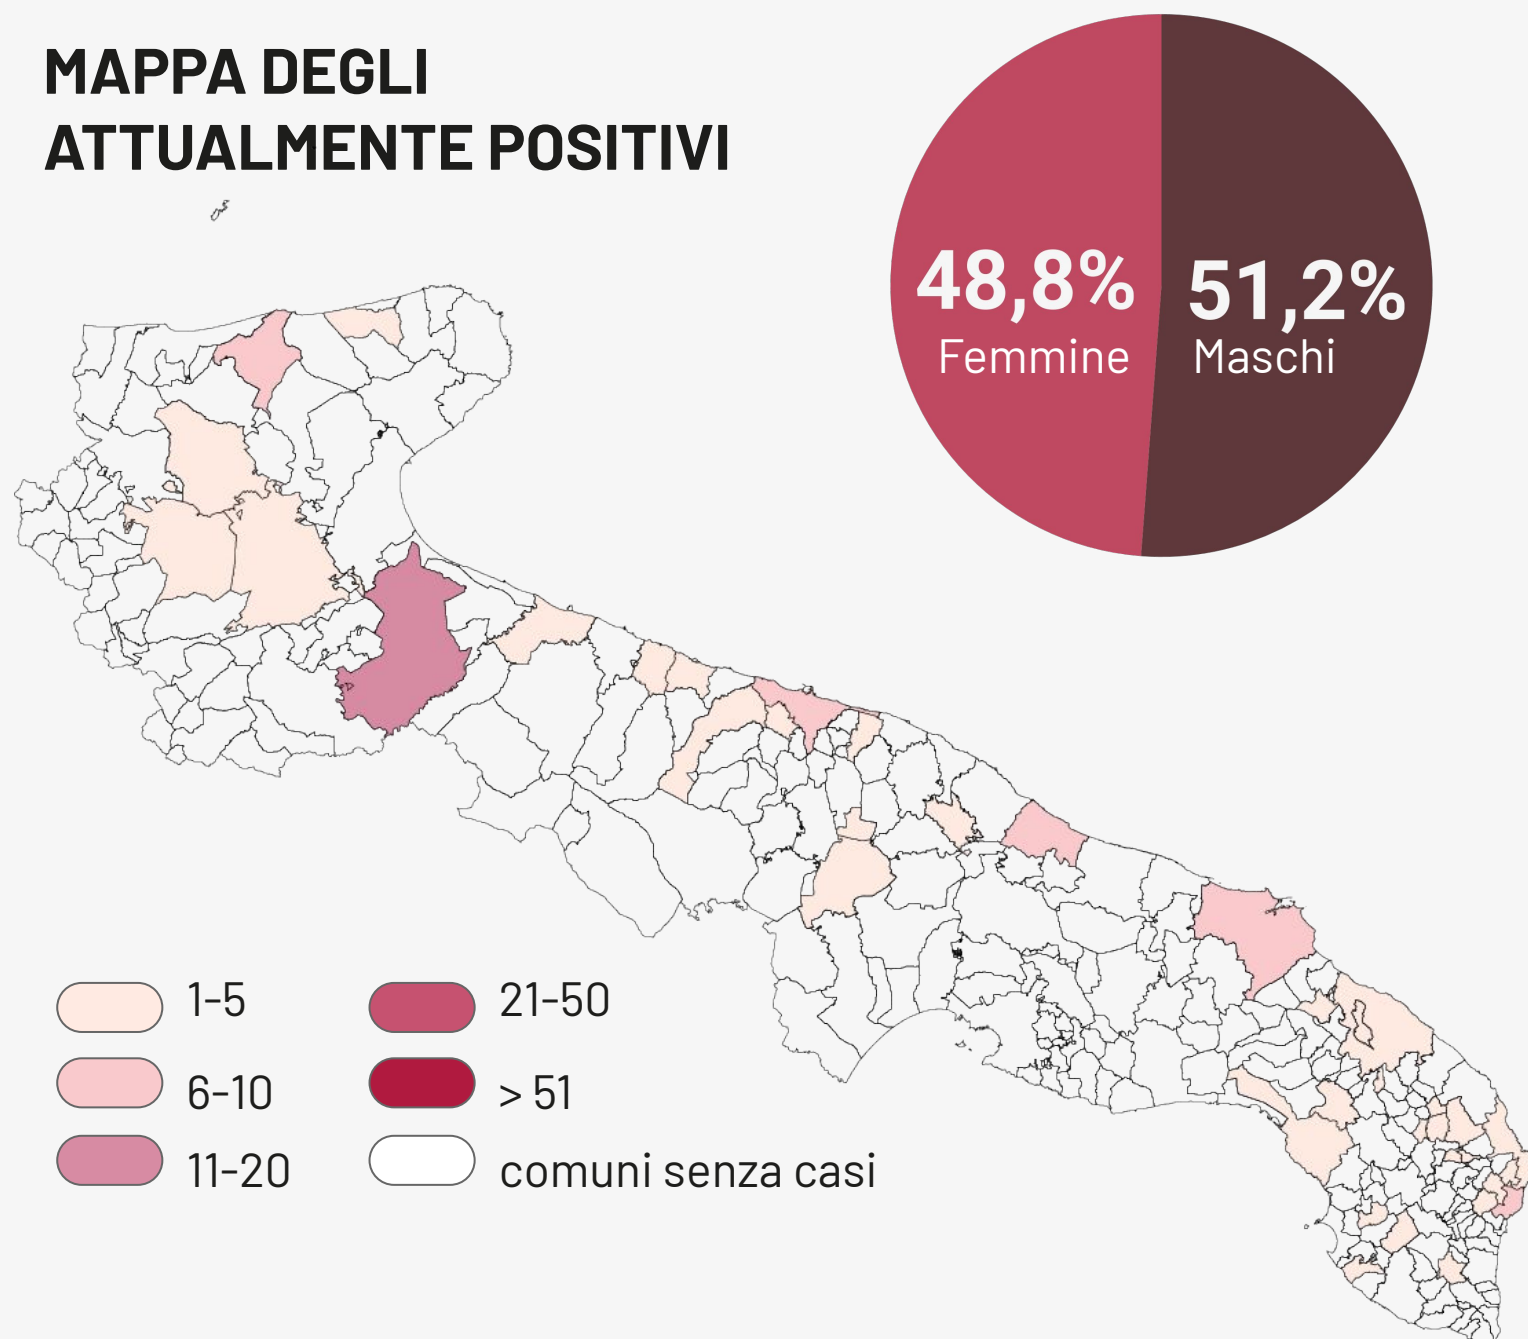 MAPPA DEGLI
ATTUALMENTE POSITIVI
48,8%
Femmine
51,2%
Maschi
1-5
6-10
11-20
21-50
> 51
comuni senza casi